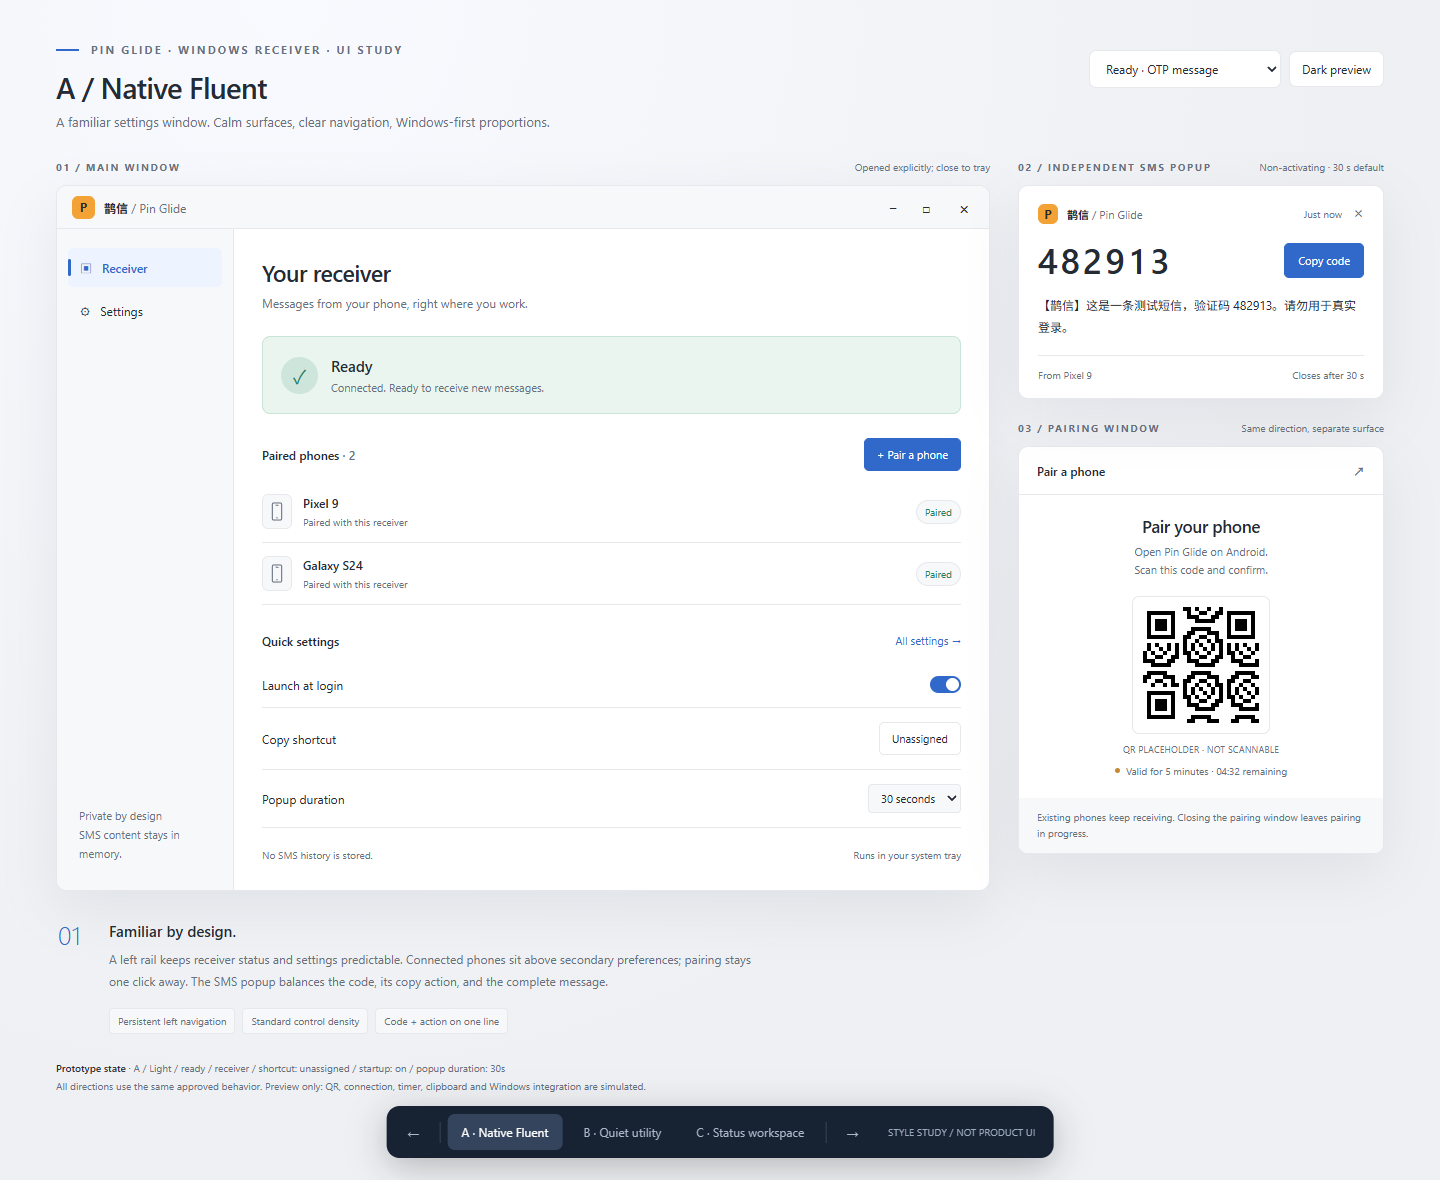 PIN GLIDE · WINDOWS RECEIVER · UI STUDY
A / Native Fluent
A familiar settings window. Calm surfaces, clear navigation, Windows-first proportions.
Ready · OTP message
Dark preview
01 / MAIN WINDOW
Opened explicitly; close to tray
P 鹊信 / Pin Glide
Receiver
Settings
Private by design
SMS content stays in
memory.
Your receiver
Messages from your phone, right where you work.
Ready
Connected. Ready to receive new messages.
Paired phones · 2
+ Pair a phone
Pixel 9
Paired with this receiver
Paired
Galaxy S24
Paired with this receiver
Paired
Quick settings
All settings →
Launch at login
Copy shortcut
Unassigned
Popup duration
30 seconds
No SMS history is stored.
Runs in your system tray
02 / INDEPENDENT SMS POPUP
Non-activating · 30 s default
P 鹊信 / Pin Glide
Just now ×
482913
Copy code
【鹊信】这是一条测试短信，验证码 482913。请勿用于真实
登录。
From Pixel 9
Closes after 30 s
03 / PAIRING WINDOW
Same direction, separate surface
Pair a phone ↗
Pair your phone
Open Pin Glide on Android.
Scan this code and confirm.
QR PLACEHOLDER · NOT SCANNABLE
Valid for 5 minutes · 04:32 remaining
Existing phones keep receiving. Closing the pairing window leaves pairing
in progress.
01
Familiar by design.
A left rail keeps receiver status and settings predictable. Connected phones sit above secondary preferences; pairing stays
one click away. The SMS popup balances the code, its copy action, and the complete message.
Persistent left navigation
Standard control density
Code + action on one line
Prototype state · A / Light / ready / receiver / shortcut: unassigned / startup: on / popup duration: 30s
All directions use the same approved behavior. Preview only: QR, connection, timer, clipboard and Windows integration are simulated.
← A · Native Fluent
B · Quiet utility
C · Status workspace →
STYLE STUDY / NOT PRODUCT UI